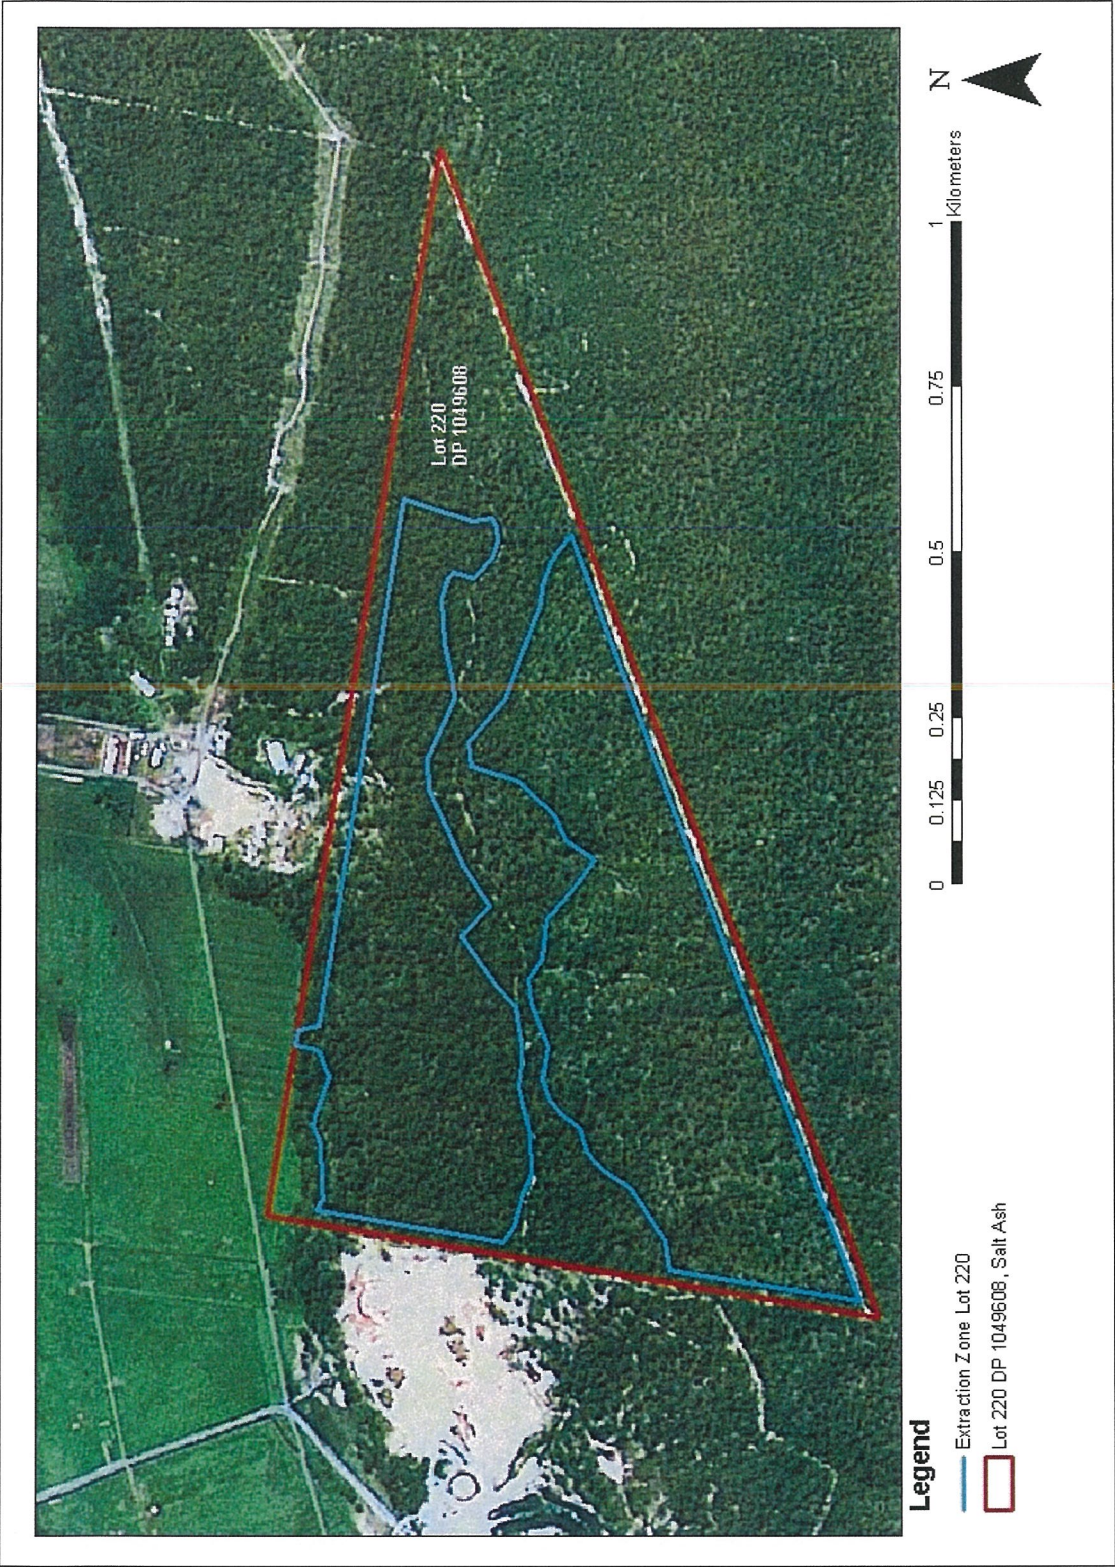 Lot 220
DP 1049608
Legend
Extraction Zone Lot 220
Lot 220 DP 1049608, Salt Ash
0 0.125 0.25 0.5 0.75 1
Kilometers
N